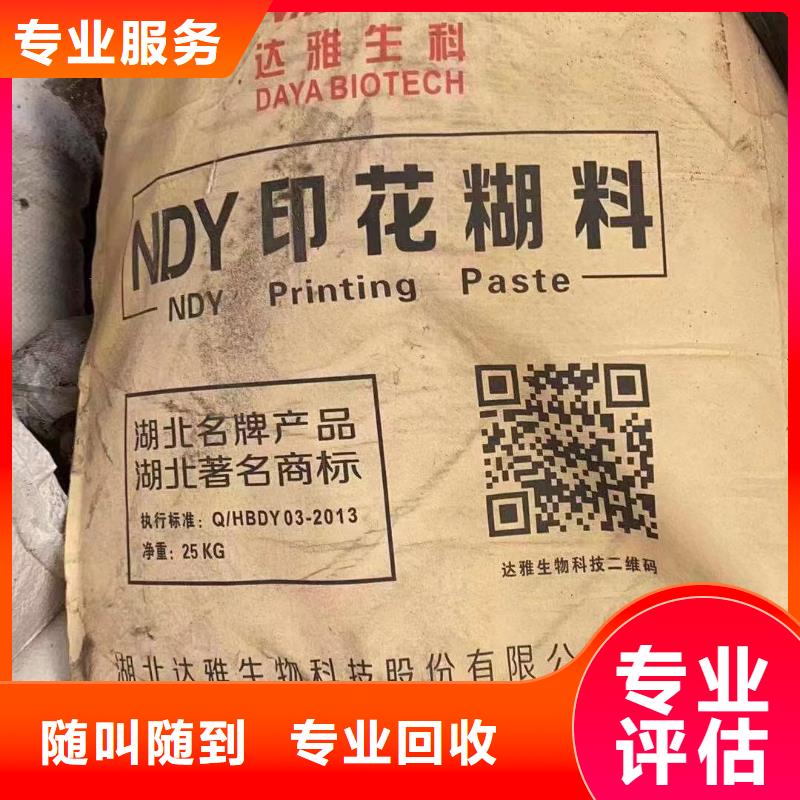 专业服务
达雅生科
DAYA BIOTECH
NDY印花糊料
NDY Printing Paste
湖北名牌产品
湖北著名商标
执行标准：Q/HBDY 03-2013
净重：25 KG
达雅生物科技二维码
湖北达雅生物科技股份有限公
专业
评估
随叫随到 专业回收